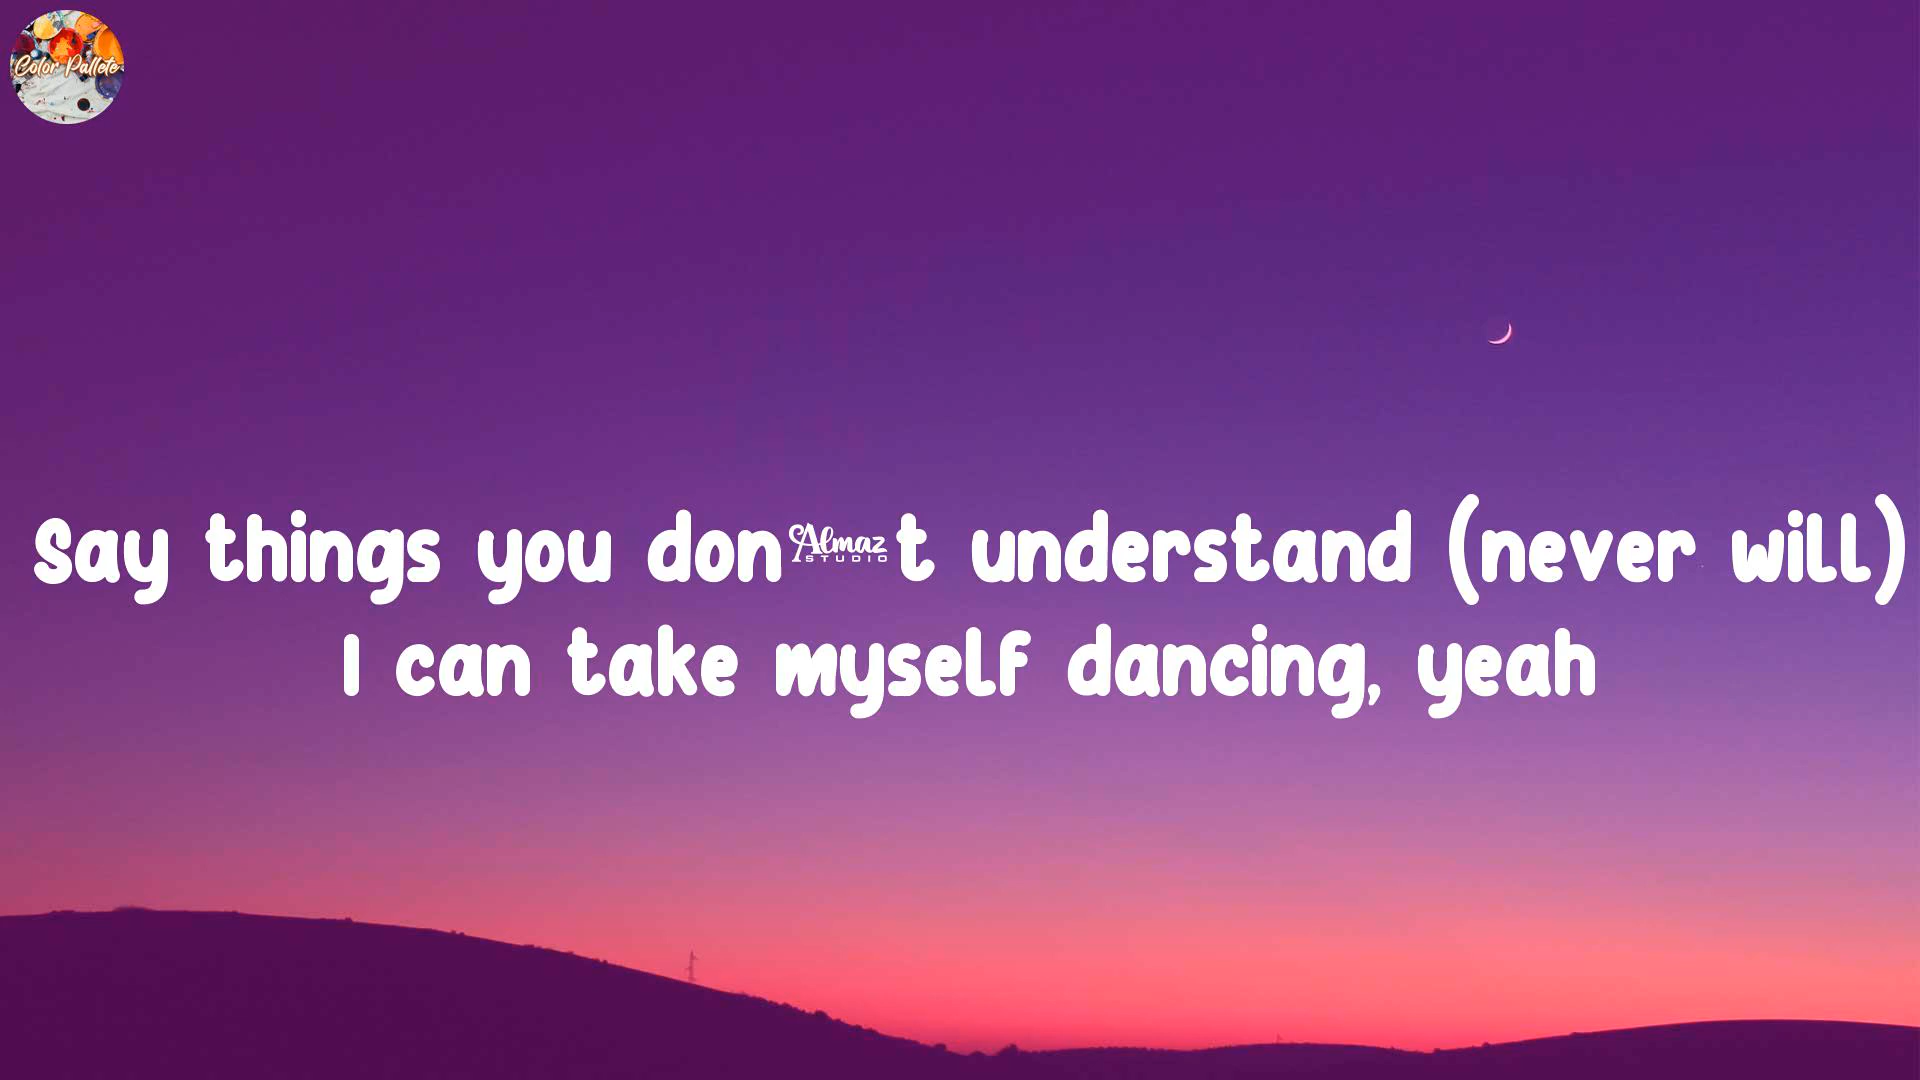 Color Pallete
Say things you don Almaz STUDIO t understand (never will)
I can take myself dancing, yeah